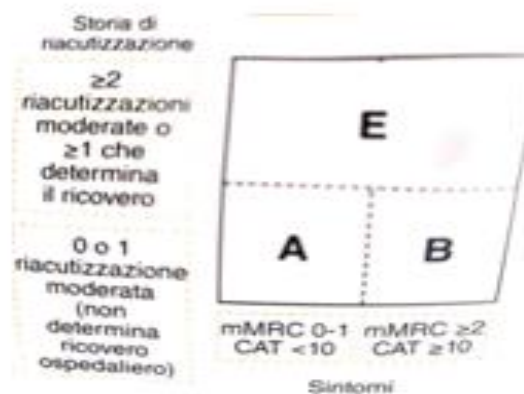 Storia di
riacutizzazione
≥2
riacutizzazioni
moderate o
≥1 che
determina
il ricovero
E
0 o 1
riacutizzazione
moderata
(non
determina
ricovero
ospedaliero)
A
B
mMRC 0-1 mMRC ≥2
CAT <10 CAT ≥10
Sintomi